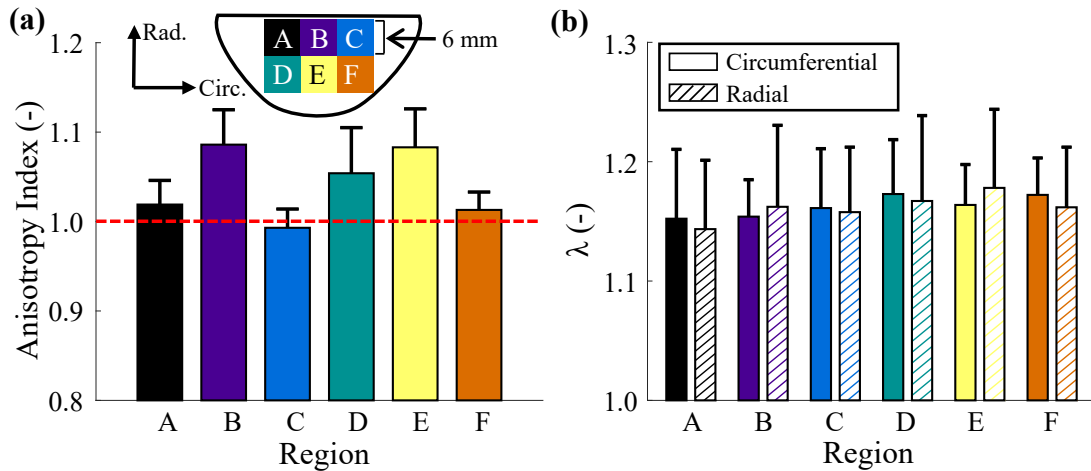 (a)
Rad.
Circ.
A B C
D E F
6 mm
Anisotropy Index (-)
1.2
1.1
1.0
0.9
0.8
A B C D E F
Region
(b)
Circumferential
Radial
λ (-)
1.3
1.2
1.1
1.0
A B C D E F
Region